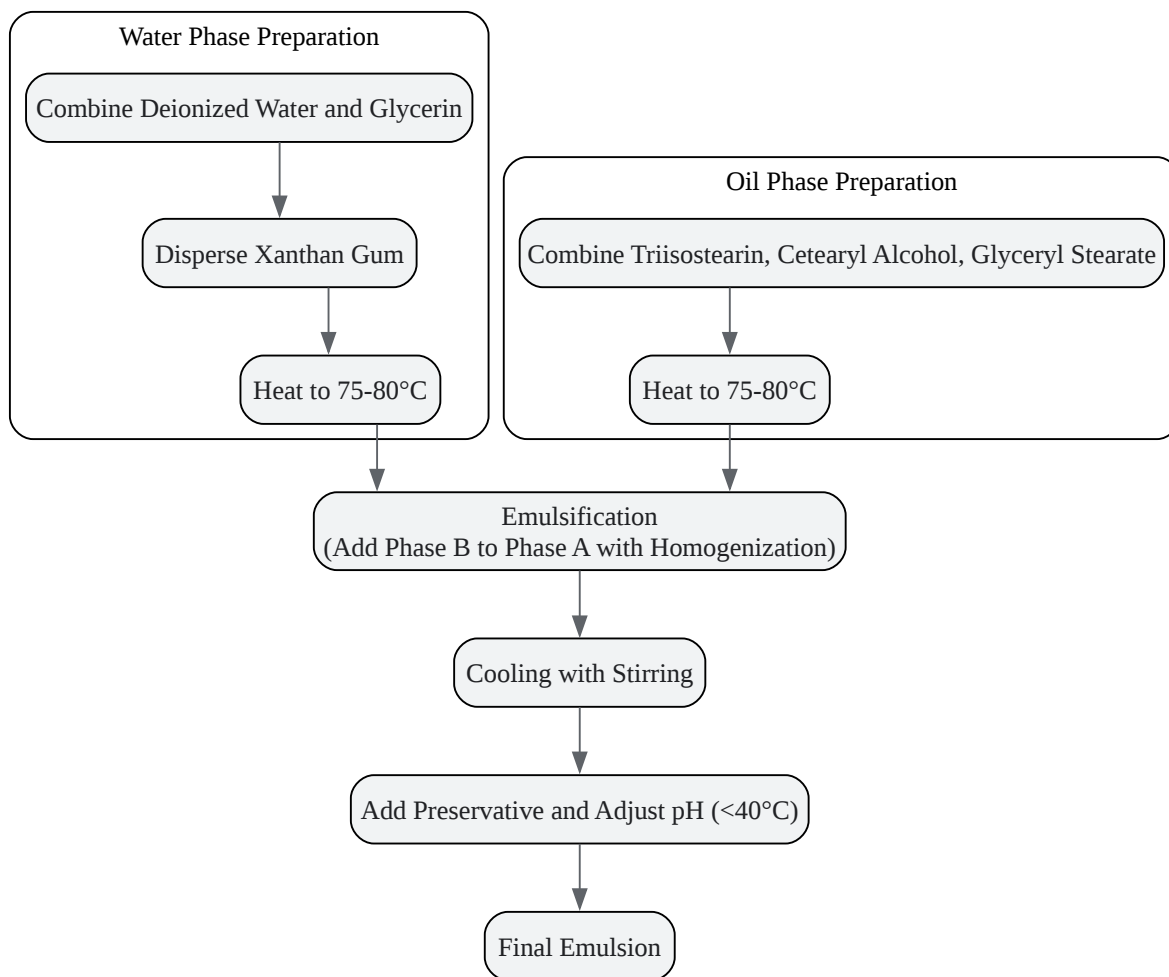 Water Phase Preparation
Combine Deionized Water and Glycerin
Disperse Xanthan Gum
Heat to 75-80°C
Oil Phase Preparation
Combine Triisostearin, Cetearyl Alcohol, Glyceryl Stearate
Heat to 75-80°C
Emulsification
(Add Phase B to Phase A with Homogenization)
Cooling with Stirring
Add Preservative and Adjust pH (<40°C)
Final Emulsion